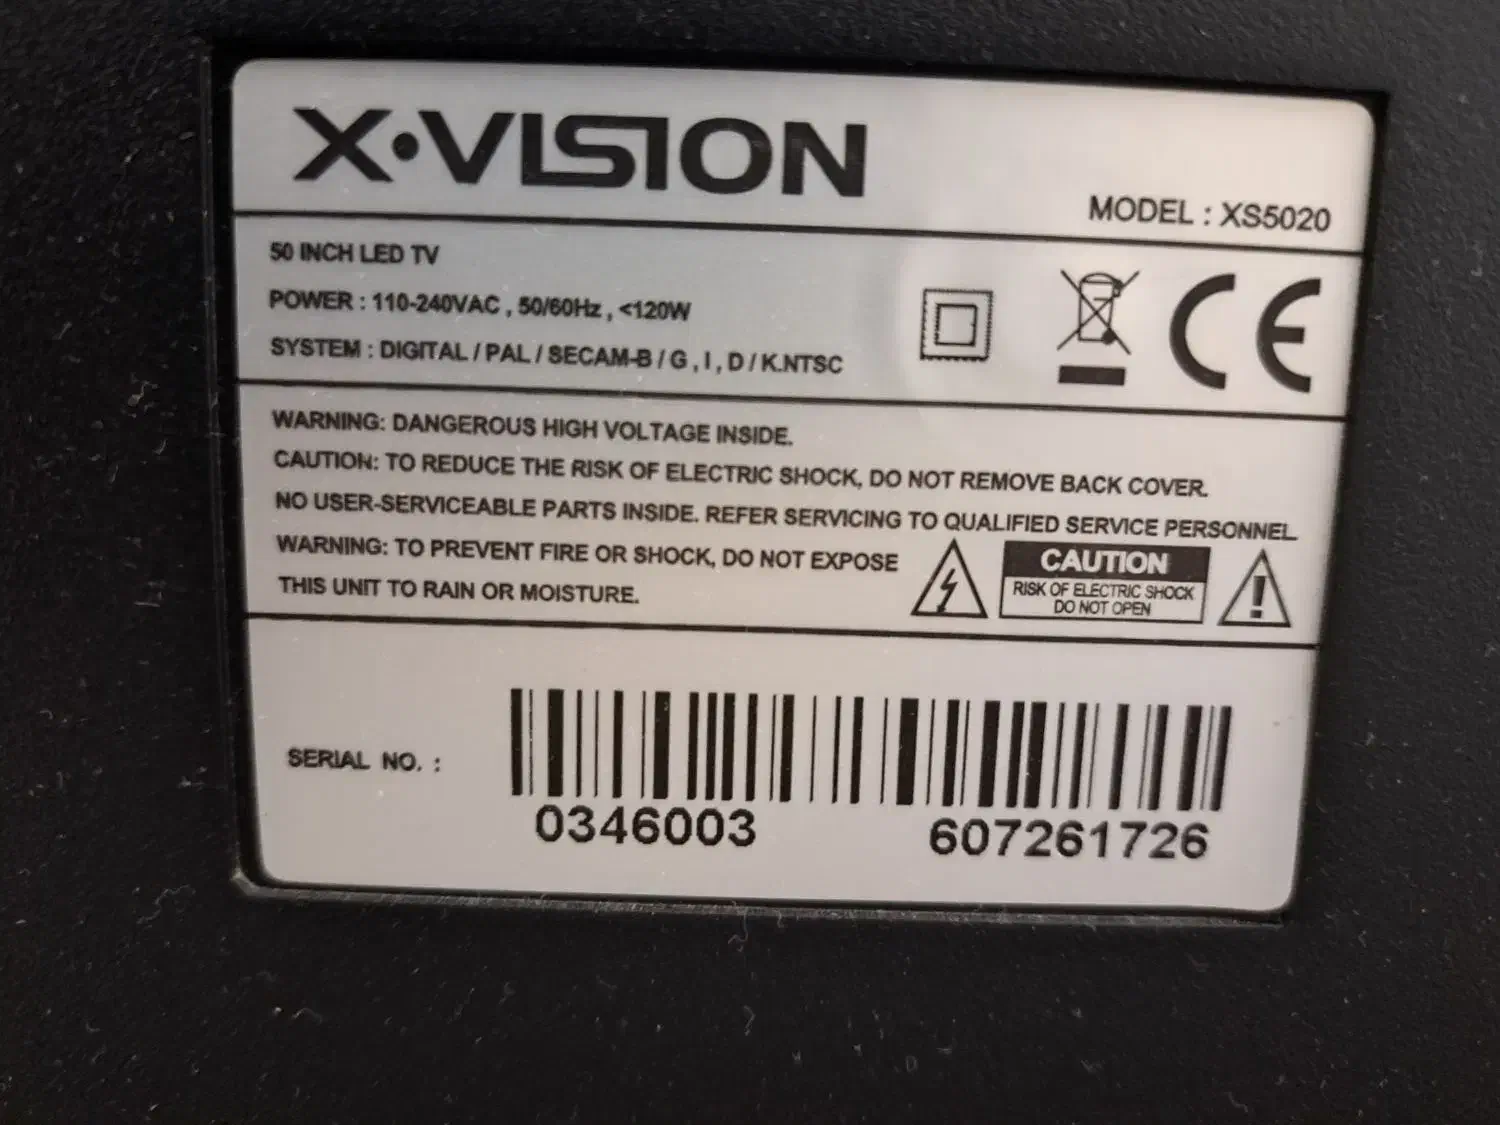 X·VISION
MODEL : XS5020
50 INCH LED TV
POWER : 110-240VAC , 50/60Hz , <120W
SYSTEM : DIGITAL / PAL / SECAM-B / G , I , D / K.NTSC
CE
WARNING: DANGEROUS HIGH VOLTAGE INSIDE.
CAUTION: TO REDUCE THE RISK OF ELECTRIC SHOCK, DO NOT REMOVE BACK COVER.
NO USER-SERVICEABLE PARTS INSIDE. REFER SERVICING TO QUALIFIED SERVICE PERSONNEL
WARNING: TO PREVENT FIRE OR SHOCK, DO NOT EXPOSE
THIS UNIT TO RAIN OR MOISTURE.
CAUTION
RISK OF ELECTRIC SHOCK
DO NOT OPEN
SERIAL NO. :
0346003 607261726